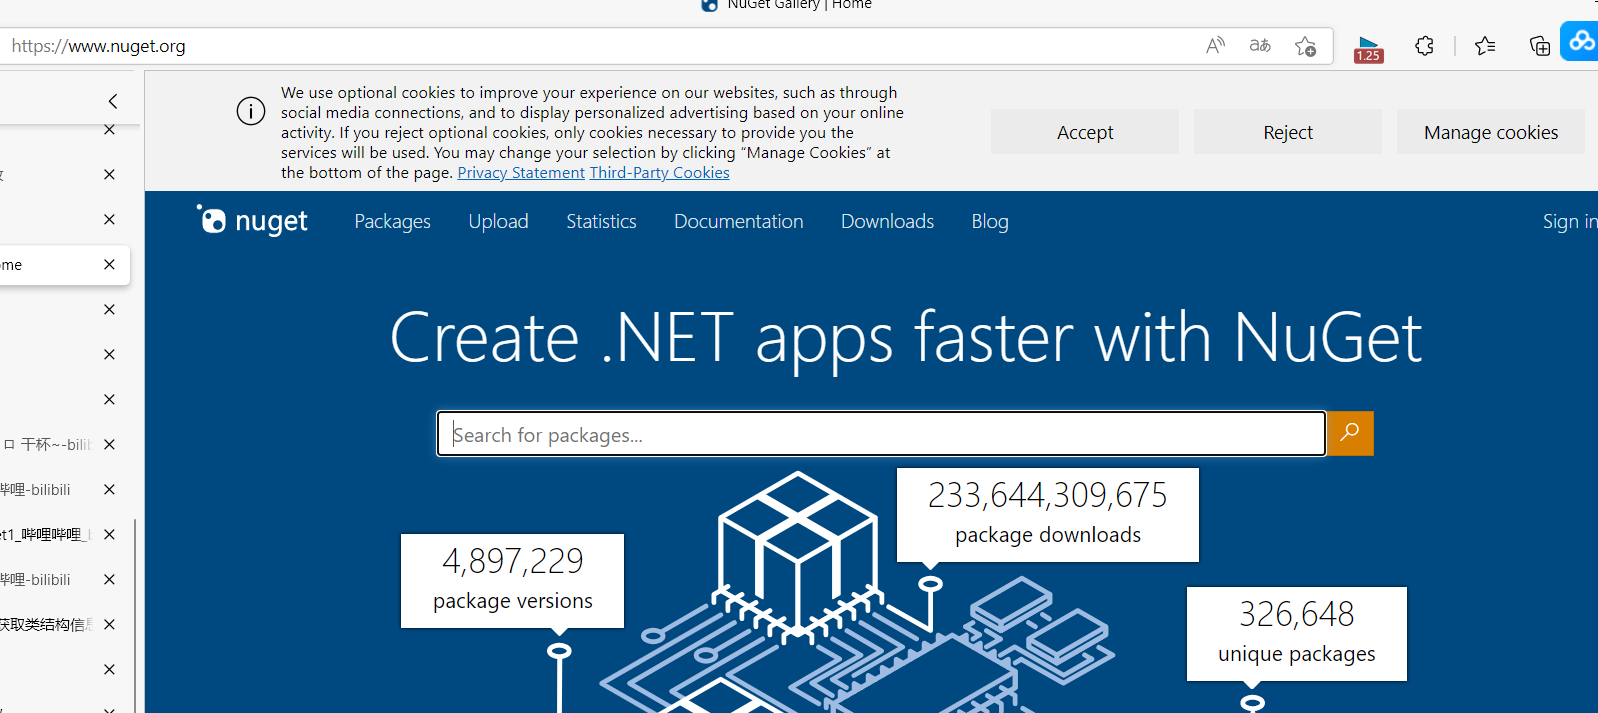 NuGet Gallery | Home
https://www.nuget.org
1.25
We use optional cookies to improve your experience on our websites, such as through
social media connections, and to display personalized advertising based on your online
activity. If you reject optional cookies, only cookies necessary to provide you the
services will be used. You may change your selection by clicking “Manage Cookies” at
the bottom of the page. Privacy Statement Third-Party Cookies
Accept
Reject
Manage cookies
nuget
Packages
Upload
Statistics
Documentation
Downloads
Blog
Sign in
ome
干杯~-bilib
哔哩-bilibili
et1_哔哩哔哩_b
哔哩-bilibili
获取类结构信息
Create .NET apps faster with NuGet
Search for packages...
233,644,309,675
package downloads
4,897,229
package versions
326,648
unique packages